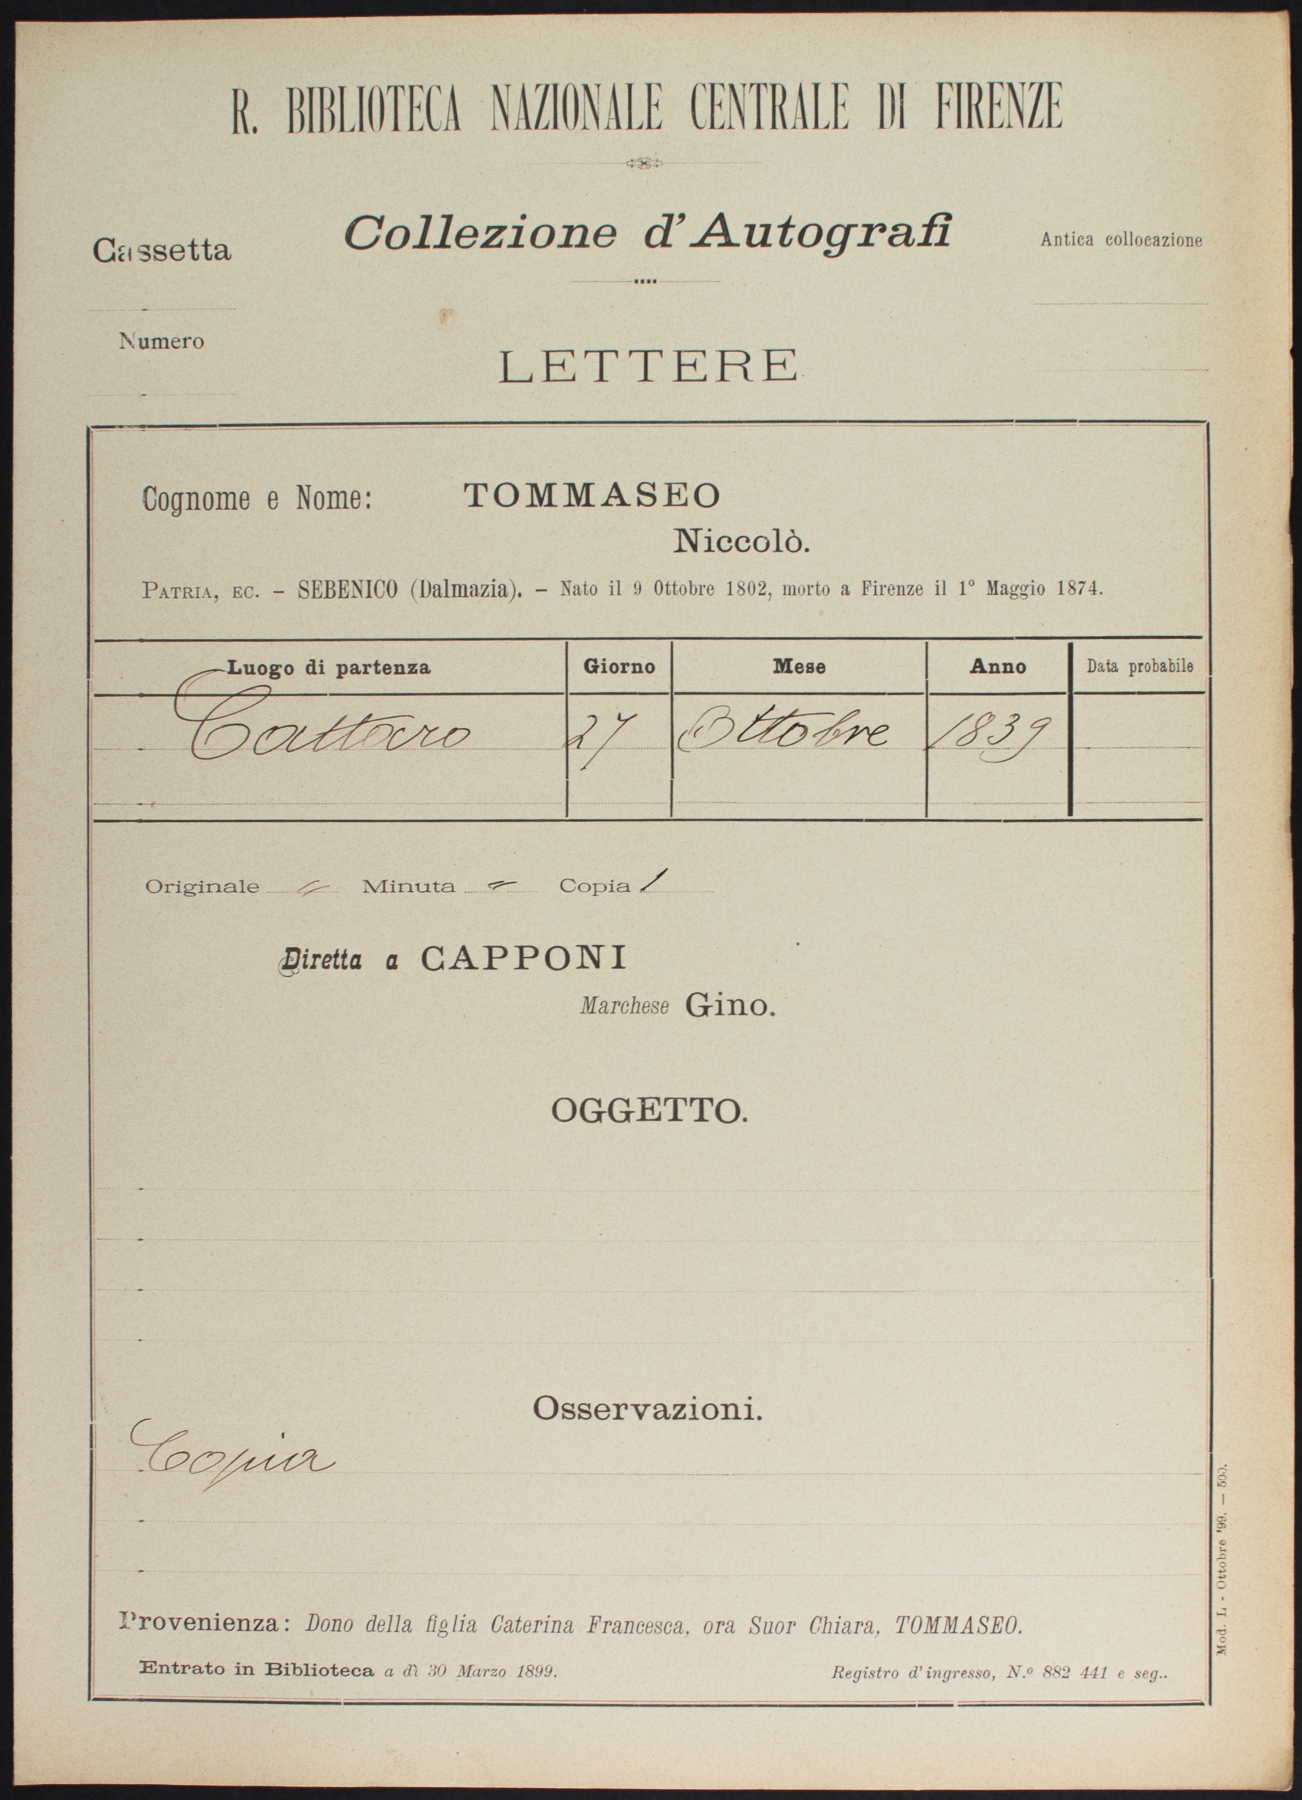 R. BIBLIOTECA NAZIONALE CENTRALE DI FIRENZE
Collezione d'Autografi
Cassetta
Antica collocazione
Numero
LETTERE
Cognome e Nome: TOMMASEO
Niccolò.
PATRIA, EC. – SEBENICO (Dalmazia). – Nato il 9 Ottobre 1802, morto a Firenze il 1° Maggio 1874.
Luogo di partenza Giorno Mese Anno Data probabile
Cattaro 27 Ottobre 1839
Originale = Minuta = Copia 1
Diretta a CAPPONI
Marchese Gino.
OGGETTO.
Osservazioni.
Copia
Provenienza: Dono della figlia Caterina Francesca, ora Suor Chiara, TOMMASEO.
Entrato in Biblioteca a dì 30 Marzo 1899. Registro d'ingresso, N.º 882 441 e seg..
Mod. L. - Ottobre '99. — 500.